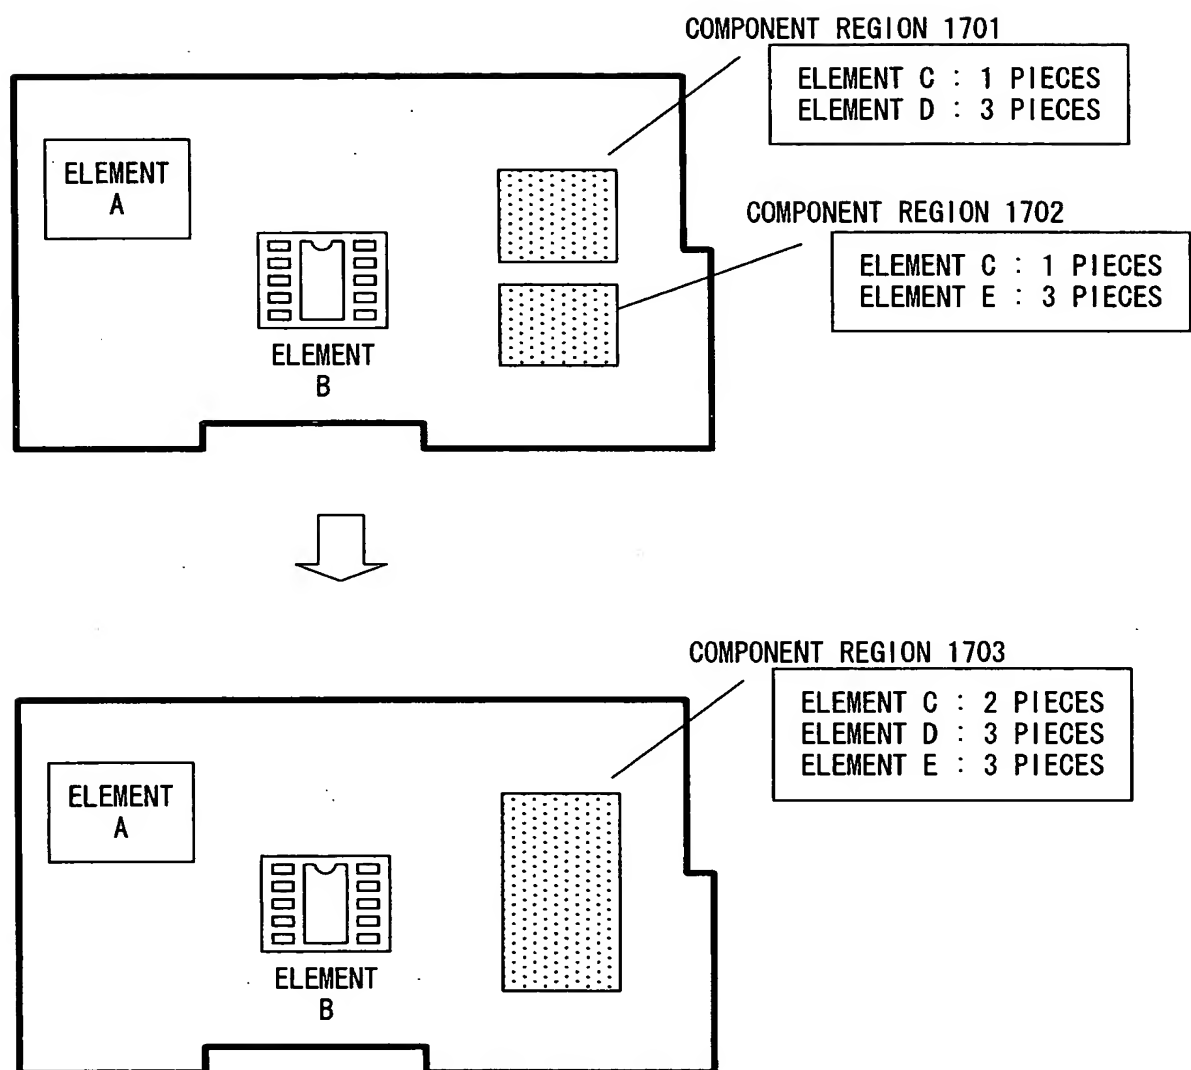 COMPONENT REGION 1701
ELEMENT C : 1 PIECES
ELEMENT D : 3 PIECES
ELEMENT
A
COMPONENT REGION 1702
ELEMENT C : 1 PIECES
ELEMENT E : 3 PIECES
ELEMENT
B
COMPONENT REGION 1703
ELEMENT C : 2 PIECES
ELEMENT D : 3 PIECES
ELEMENT E : 3 PIECES
ELEMENT
A
ELEMENT
B